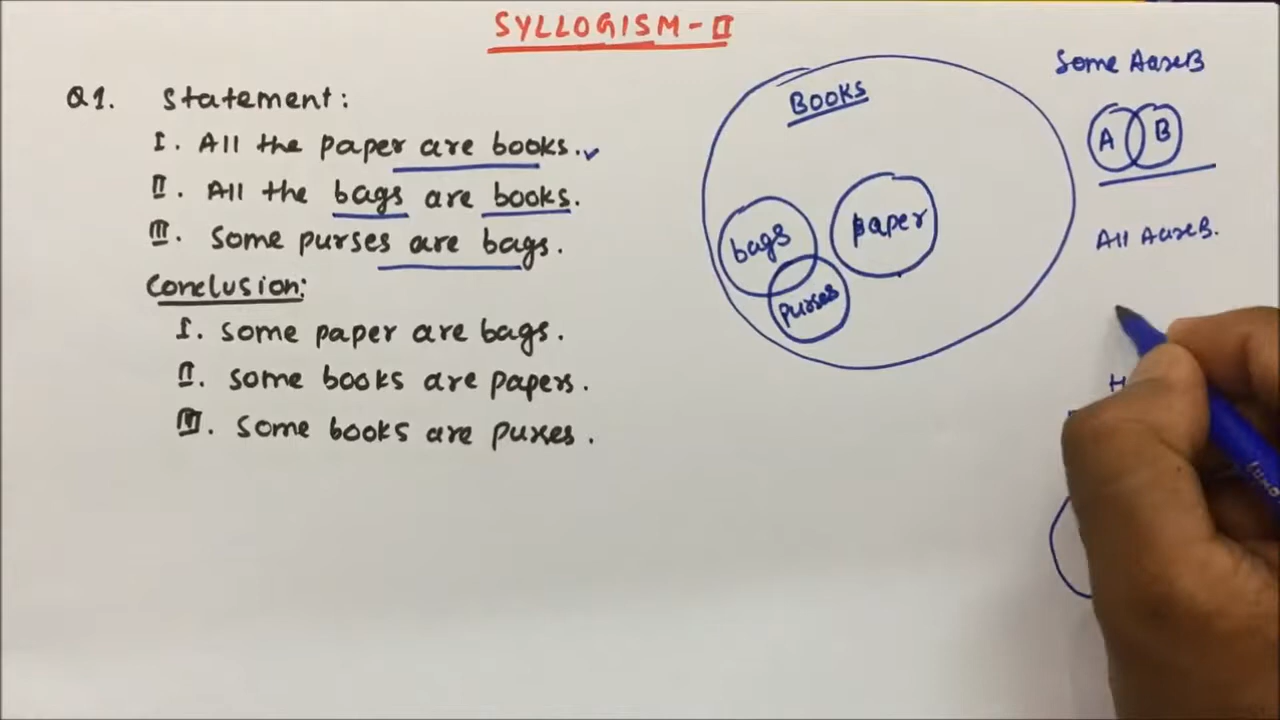 SYLLOGISM-II
Q1. Statement:
I. All the paper are books.
II. All the bags are books.
III. Some purses are bags.
Conclusion:
I. Some paper are bags.
II. Some books are papers.
III. Some books are purses.
BOOKS
bags
paper
purses
Some A are B
A B
All A are B.